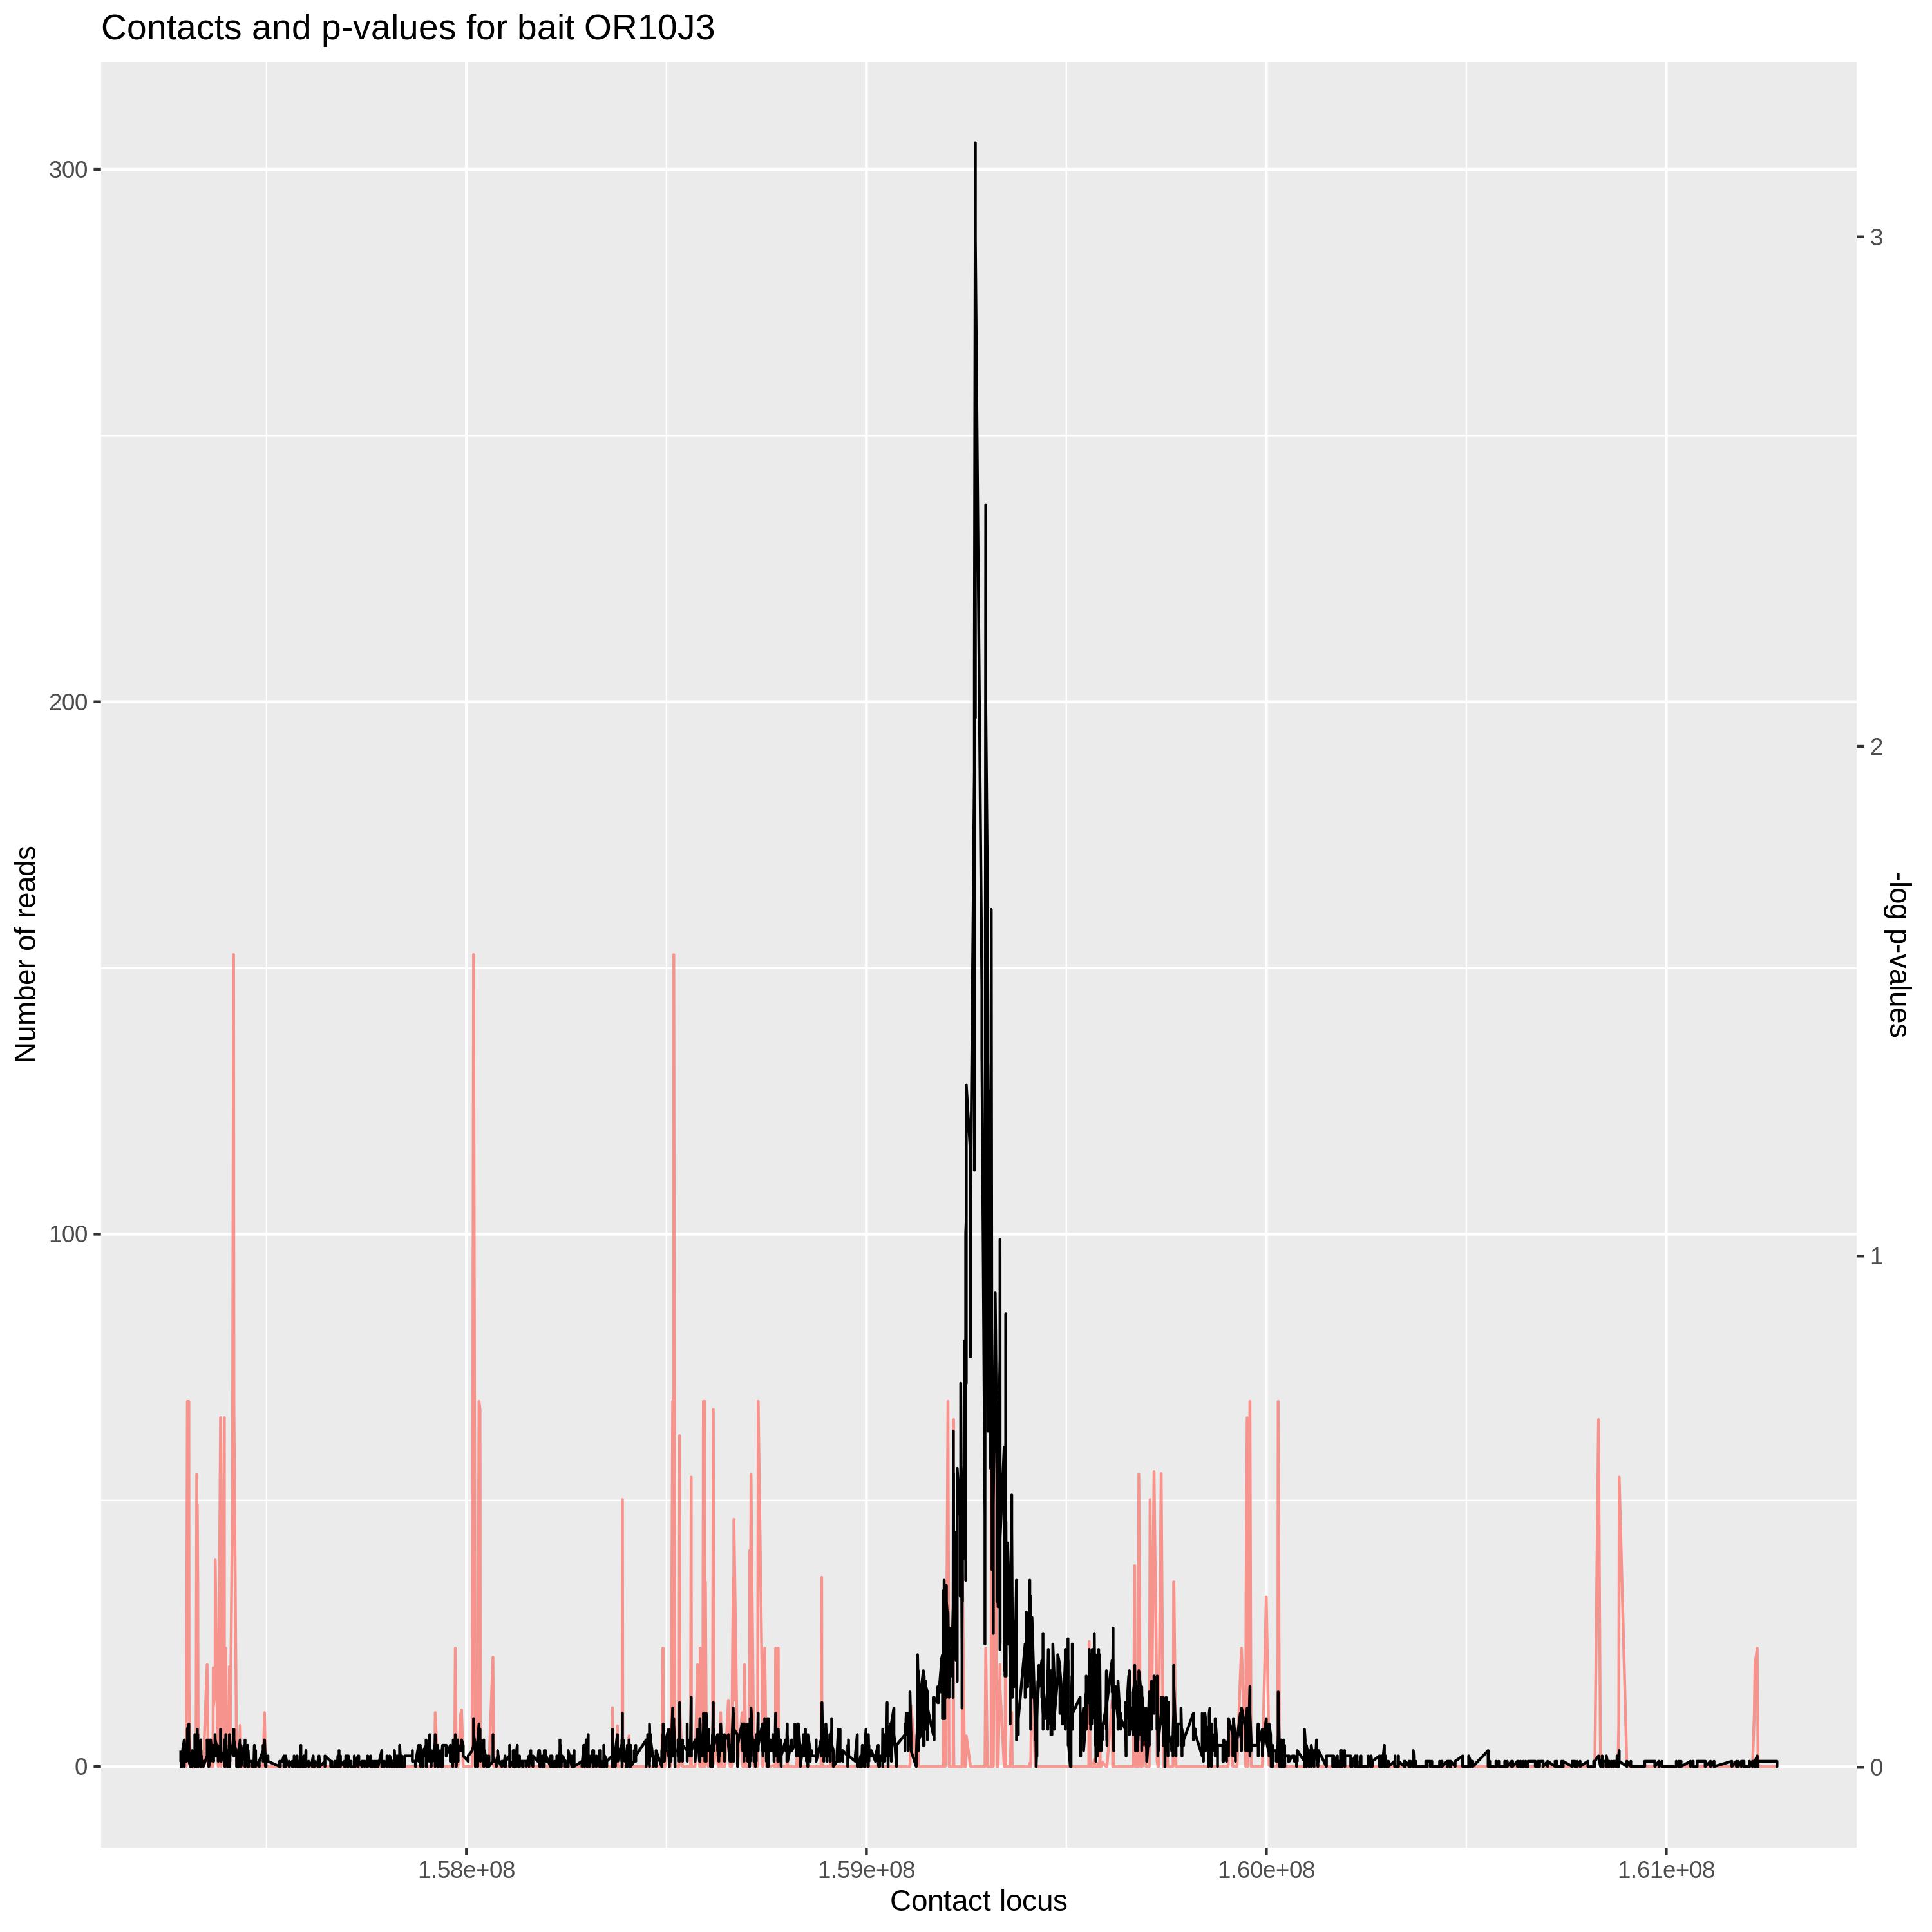 Contacts and p-values for bait OR10J3
300
200
100
0
Number of reads
3
2
1
0
-log p-values
1.58e+08
1.59e+08
1.60e+08
1.61e+08
Contact locus